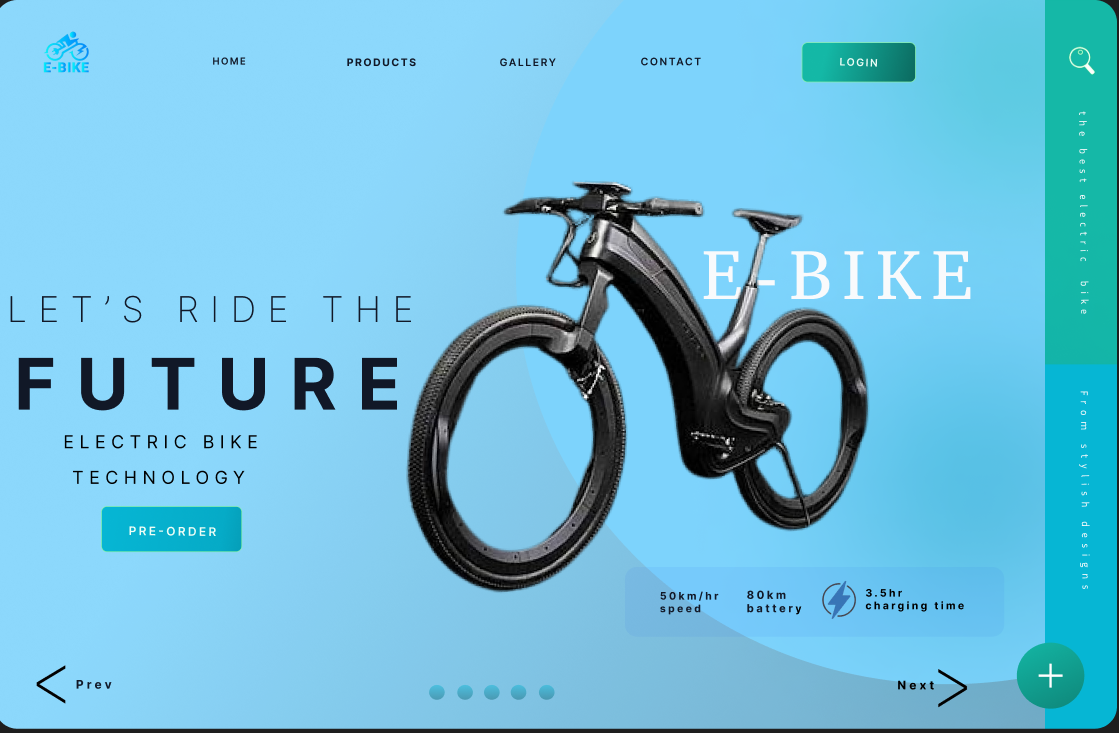 E-BIKE
HOME
PRODUCTS
GALLERY
CONTACT
LOGIN
the best electric bike
E-BIKE
LET’S RIDE THE
FUTURE
ELECTRIC BIKE
TECHNOLOGY
PRE-ORDER
From stylish designs
50km/hr
speed
80km
battery
3.5hr
charging time
Prev
Next